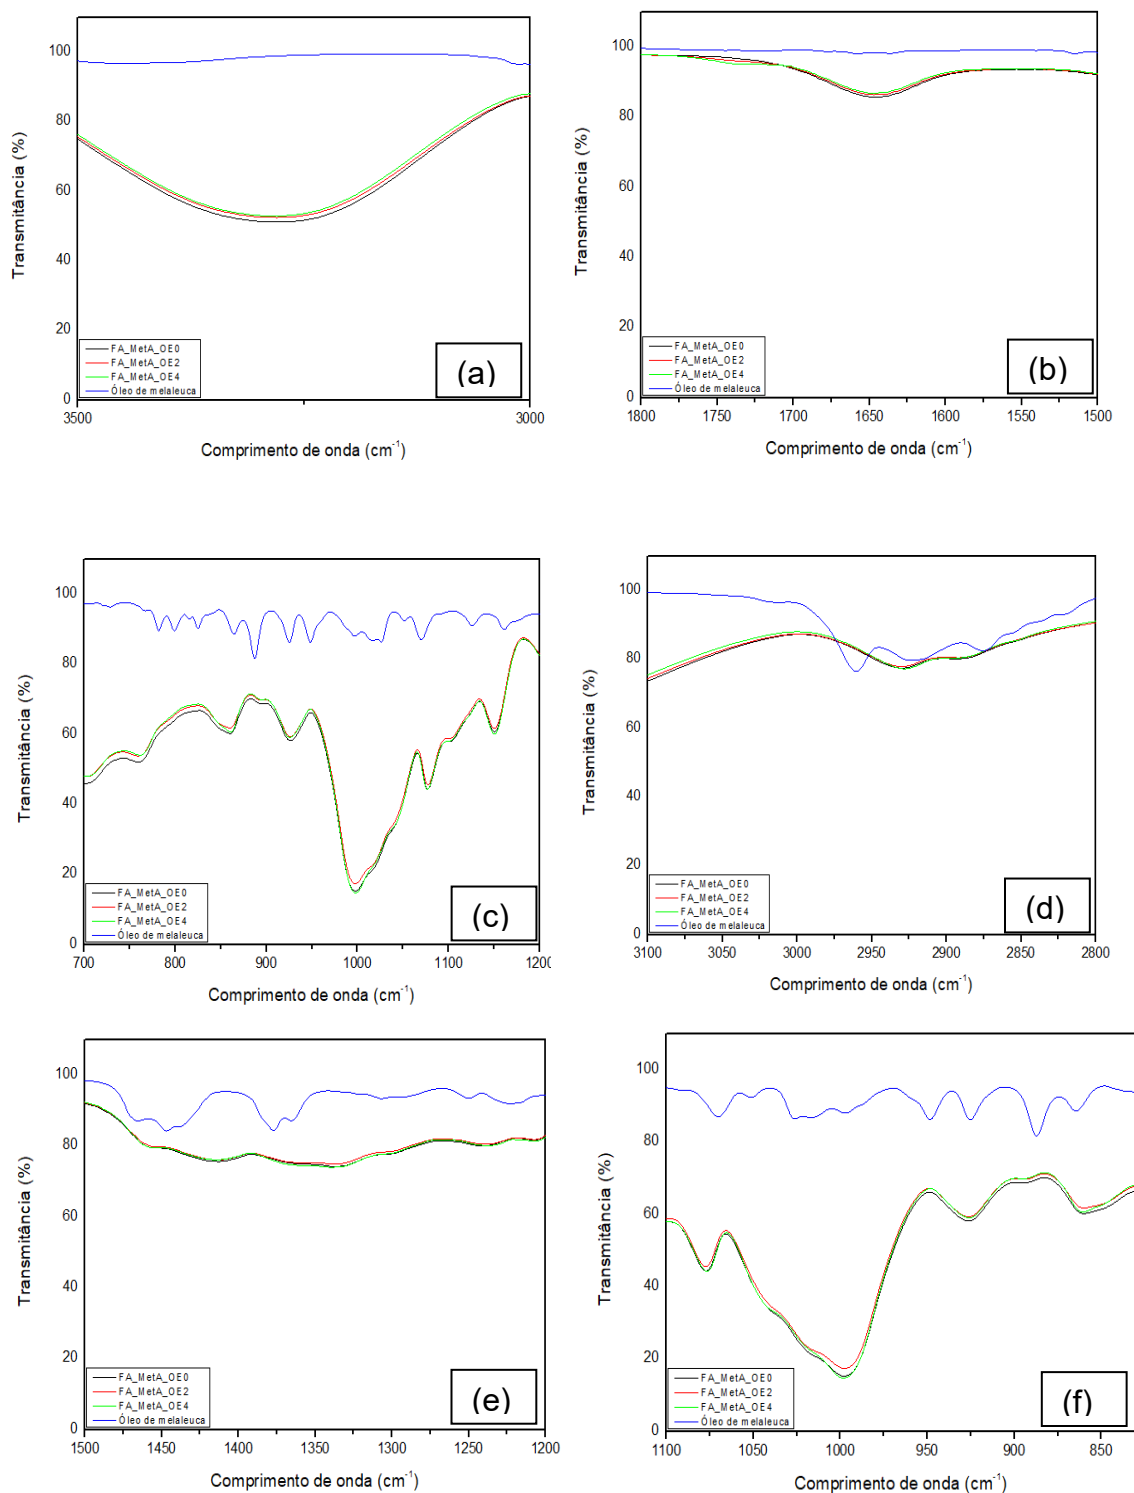 100
80
60
40
20
0
Transmitância (%)
FA_MetA_OE0
FA_MetA_OE2
FA_MetA_OE4
Óleo de melaleuca
(a)
3500
3000
Comprimento de onda (cm⁻¹)
100
80
60
40
20
0
Transmitância (%)
FA_MetA_OE0
FA_MetA_OE2
FA_MetA_OE4
Óleo de melaleuca
(b)
1800 1750 1700 1650 1600 1550 1500
Comprimento de onda (cm⁻¹)
100
80
60
40
20
0
Transmitância (%)
FA_MetA_OE0
FA_MetA_OE2
FA_MetA_OE4
Óleo de melaleuca
(c)
700 800 900 1000 1100 1200
Comprimento de onda (cm⁻¹)
100
80
60
40
20
0
Transmitância (%)
FA_MetA_OE0
FA_MetA_OE2
FA_MetA_OE4
Óleo de melaleuca
(d)
3100 3050 3000 2950 2900 2850 2800
Comprimento de onda (cm⁻¹)
100
80
60
40
20
0
Transmitância (%)
FA_MetA_OE0
FA_MetA_OE2
FA_MetA_OE4
Óleo de melaleuca
(e)
1500 1450 1400 1350 1300 1250 1200
Comprimento de onda (cm⁻¹)
100
80
60
40
20
0
Transmitância (%)
FA_MetA_OE0
FA_MetA_OE2
FA_MetA_OE4
Óleo de melaleuca
(f)
1100 1050 1000 950 900 850
Comprimento de onda (cm⁻¹)